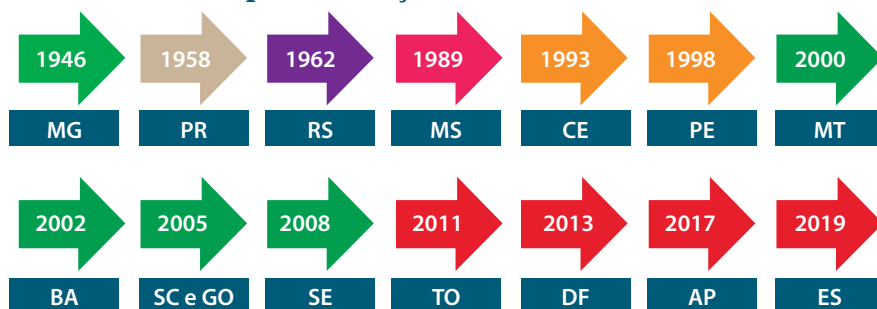 1946 1958 1962 1989 1993 1998 2000
MG PR RS MS CE PE MT
2002 2005 2008 2011 2013 2017 2019
BA SC e GO SE TO DF AP ES